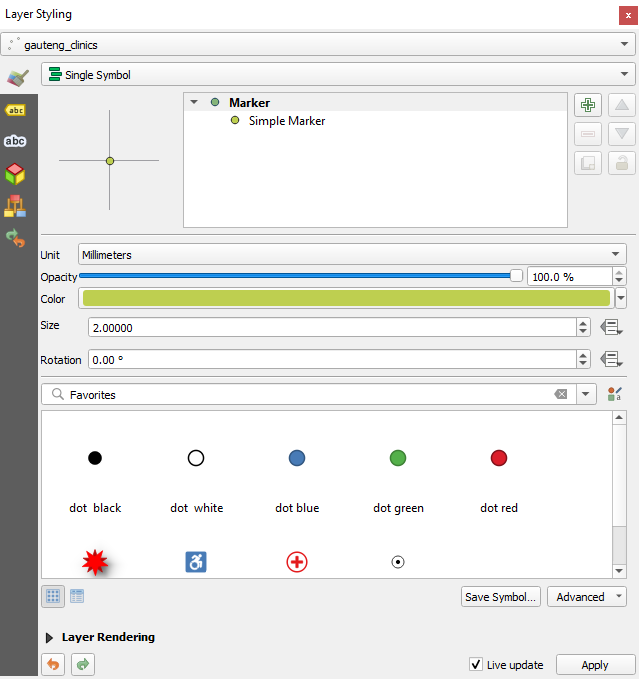 Layer Styling
x
gauteng_clinics
Single Symbol
abc
abc
Marker
Simple Marker
Unit Millimeters
Opacity 100.0 %
Color
Size 2.00000
Rotation 0.00 °
Favorites
a
dot  black dot  white dot blue dot green dot red
Save Symbol... Advanced
Layer Rendering
Live update Apply